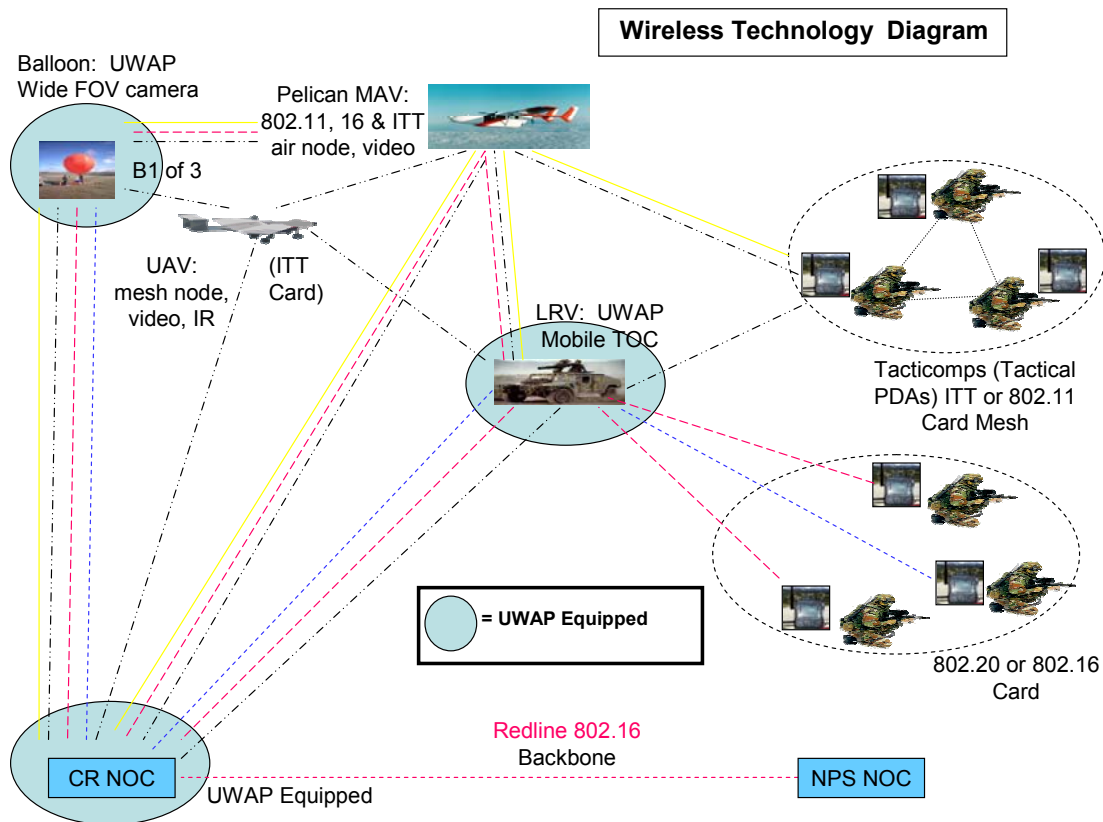 Wireless Technology Diagram
Balloon: UWAP
Wide FOV camera
Pelican MAV:
802.11, 16 & ITT
air node, video
B1 of 3
UAV:
mesh node,
video, IR
(ITT
Card)
LRV: UWAP
Mobile TOC
Tacticomps (Tactical
PDAs) ITT or 802.11
Card Mesh
= UWAP Equipped
802.20 or 802.16
Card
Redline 802.16
Backbone
CR NOC
NPS NOC
UWAP Equipped